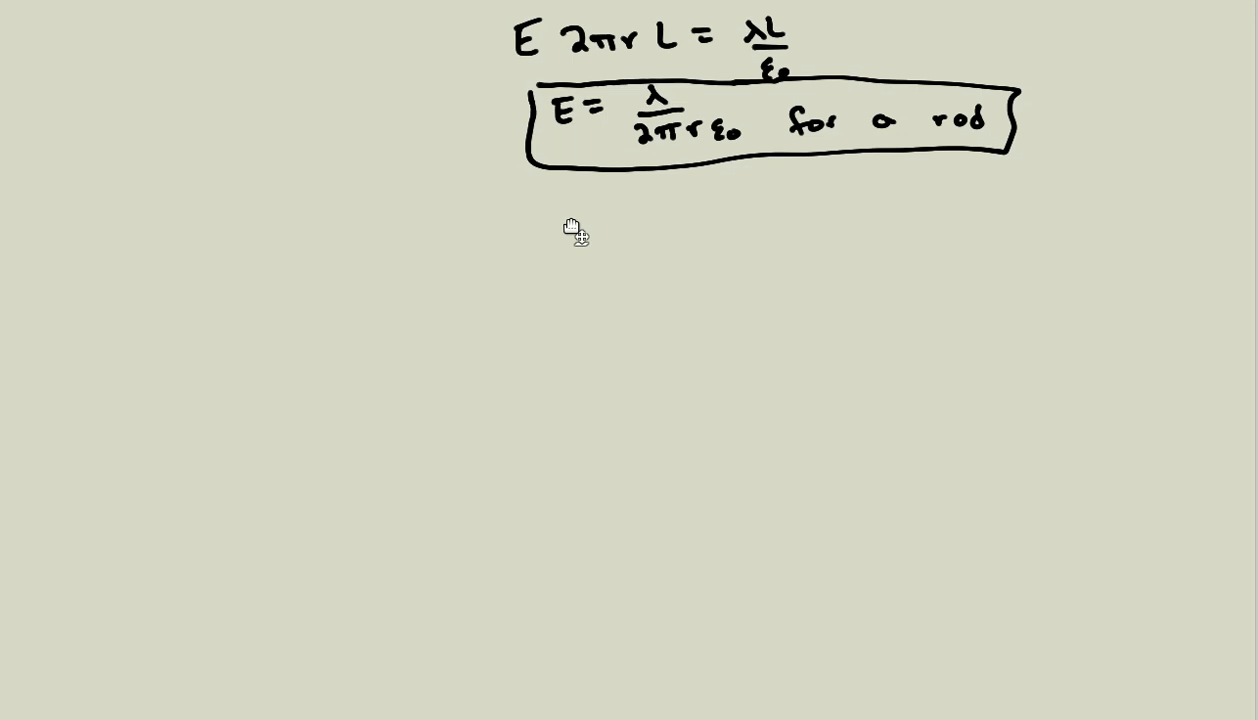 E 2πr L = λL/ε₀
E = λ/2πrε₀ for a rod